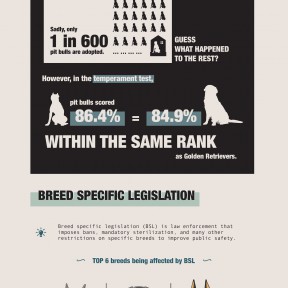 Sadly, only
1 in 600
pit bulls are adopted.
GUESS
WHAT HAPPENED
TO THE REST?
However, in the temperament test,
pit bulls scored
86.4% = 84.9%
WITHIN THE SAME RANK
as Golden Retrievers.
BREED SPECIFIC LEGISLATION
Breed specific legislation (BSL) is law enforcement that
imposes bans, mandatory sterilization, and many other
restrictions on specific breeds to improve public safety.
TOP 6 breeds being affected by BSL